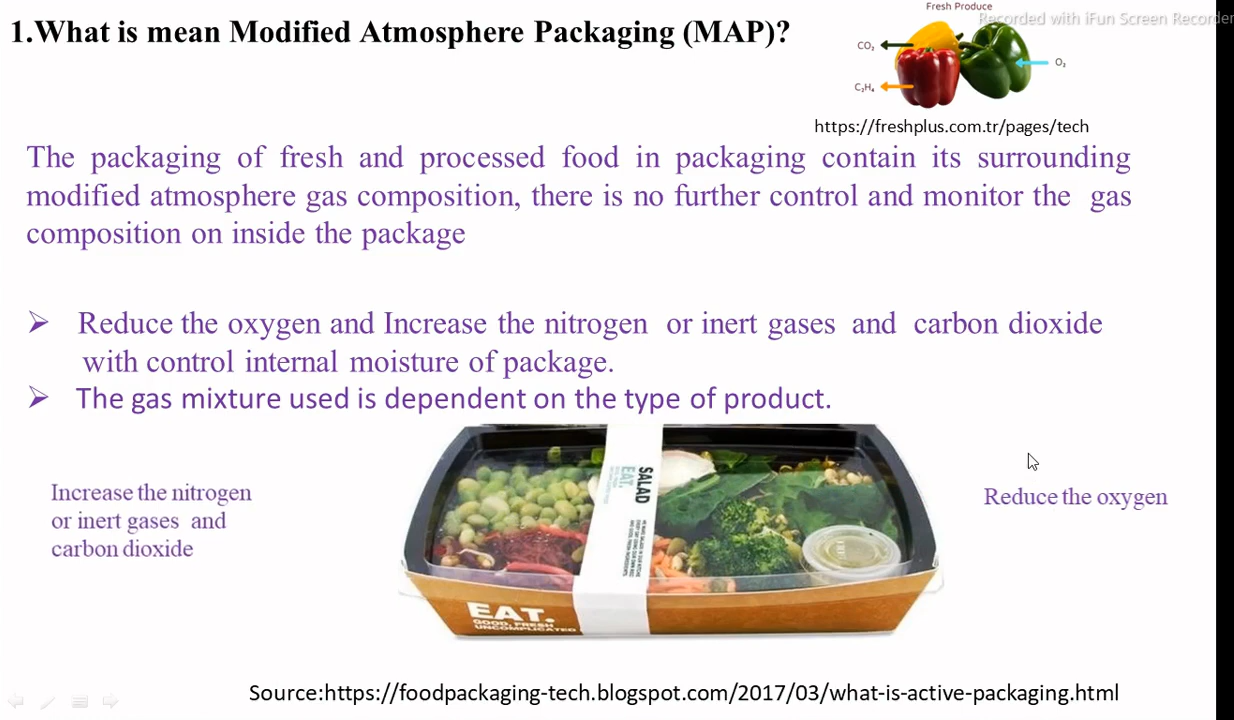 1.What is mean Modified Atmosphere Packaging (MAP)?
Fresh Produce
Recorded with iFun Screen Recorder
CO₂
O₂
C₂H₄
https://freshplus.com.tr/pages/tech
The packaging of fresh and processed food in packaging contain its surrounding
modified atmosphere gas composition, there is no further control and monitor the gas
composition on inside the package
Reduce the oxygen and Increase the nitrogen or inert gases and carbon dioxide
with control internal moisture of package.
The gas mixture used is dependent on the type of product.
Increase the nitrogen
or inert gases and
carbon dioxide
SALAD
EAT.
Reduce the oxygen
EAT.
GOOD, FRESH
UNCOMPLICATED
Source:https://foodpackaging-tech.blogspot.com/2017/03/what-is-active-packaging.html